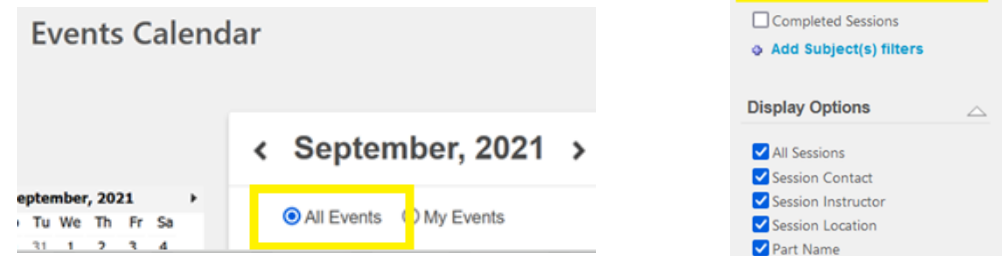 Events Calendar
September, 2021
All Events My Events
eptember, 2021
Tu We Th Fr Sa
31 1 2 3 4
Completed Sessions
Add Subject(s) filters
Display Options
All Sessions
Session Contact
Session Instructor
Session Location
Part Name